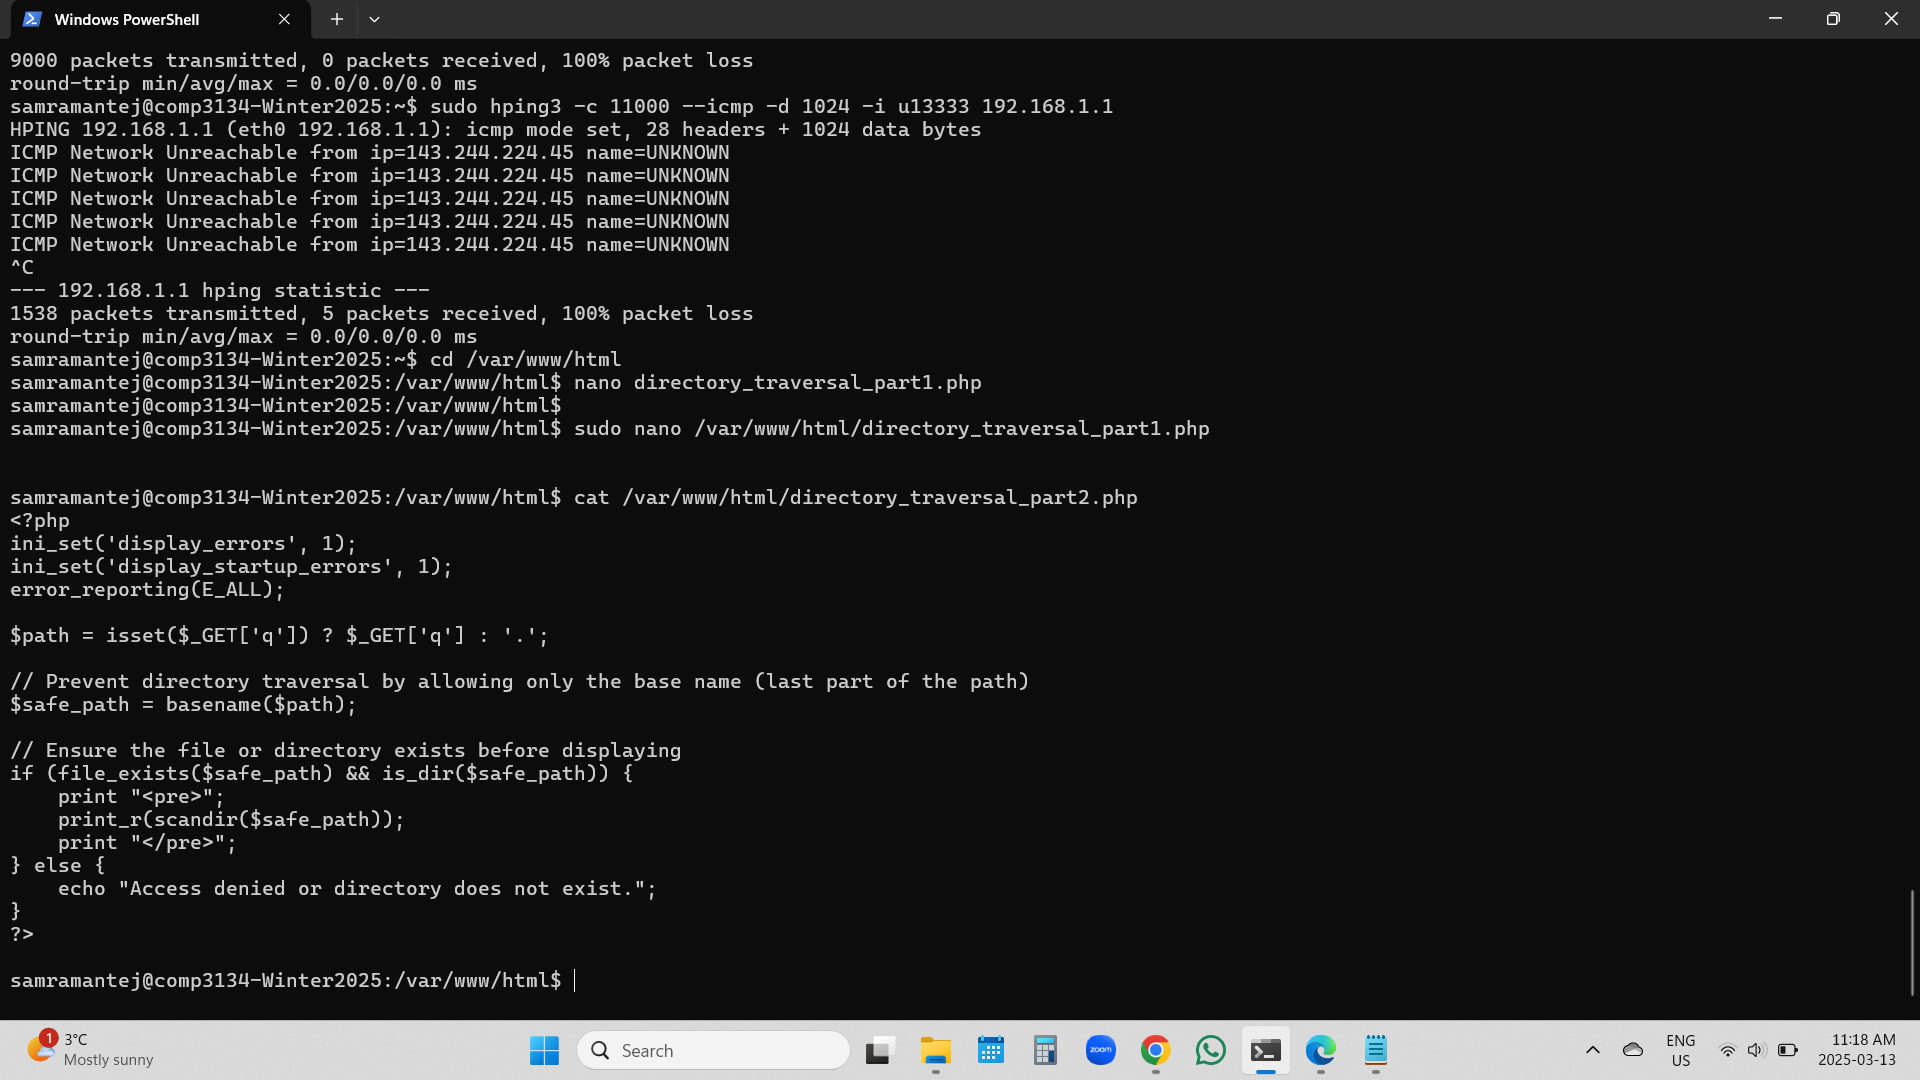 Windows PowerShell
9000 packets transmitted, 0 packets received, 100% packet loss
round-trip min/avg/max = 0.0/0.0/0.0 ms
samramantej@comp3134-Winter2025:~$ sudo hping3 -c 11000 --icmp -d 1024 -i u13333 192.168.1.1
HPING 192.168.1.1 (eth0 192.168.1.1): icmp mode set, 28 headers + 1024 data bytes
ICMP Network Unreachable from ip=143.244.224.45 name=UNKNOWN
ICMP Network Unreachable from ip=143.244.224.45 name=UNKNOWN
ICMP Network Unreachable from ip=143.244.224.45 name=UNKNOWN
ICMP Network Unreachable from ip=143.244.224.45 name=UNKNOWN
ICMP Network Unreachable from ip=143.244.224.45 name=UNKNOWN
^C
--- 192.168.1.1 hping statistic ---
1538 packets transmitted, 5 packets received, 100% packet loss
round-trip min/avg/max = 0.0/0.0/0.0 ms
samramantej@comp3134-Winter2025:~$ cd /var/www/html
samramantej@comp3134-Winter2025:/var/www/html$ nano directory_traversal_part1.php
samramantej@comp3134-Winter2025:/var/www/html$
samramantej@comp3134-Winter2025:/var/www/html$ sudo nano /var/www/html/directory_traversal_part1.php
samramantej@comp3134-Winter2025:/var/www/html$ cat /var/www/html/directory_traversal_part2.php
<?php
ini_set('display_errors', 1);
ini_set('display_startup_errors', 1);
error_reporting(E_ALL);
$path = isset($_GET['q']) ? $_GET['q'] : '.';
// Prevent directory traversal by allowing only the base name (last part of the path)
$safe_path = basename($path);
// Ensure the file or directory exists before displaying
if (file_exists($safe_path) && is_dir($safe_path)) {
    print "<pre>";
    print_r(scandir($safe_path));
    print "</pre>";
} else {
    echo "Access denied or directory does not exist.";
}
?>
samramantej@comp3134-Winter2025:/var/www/html$
1
3°C
Mostly sunny
Search
zoom
ENG
US
11:18 AM
2025-03-13